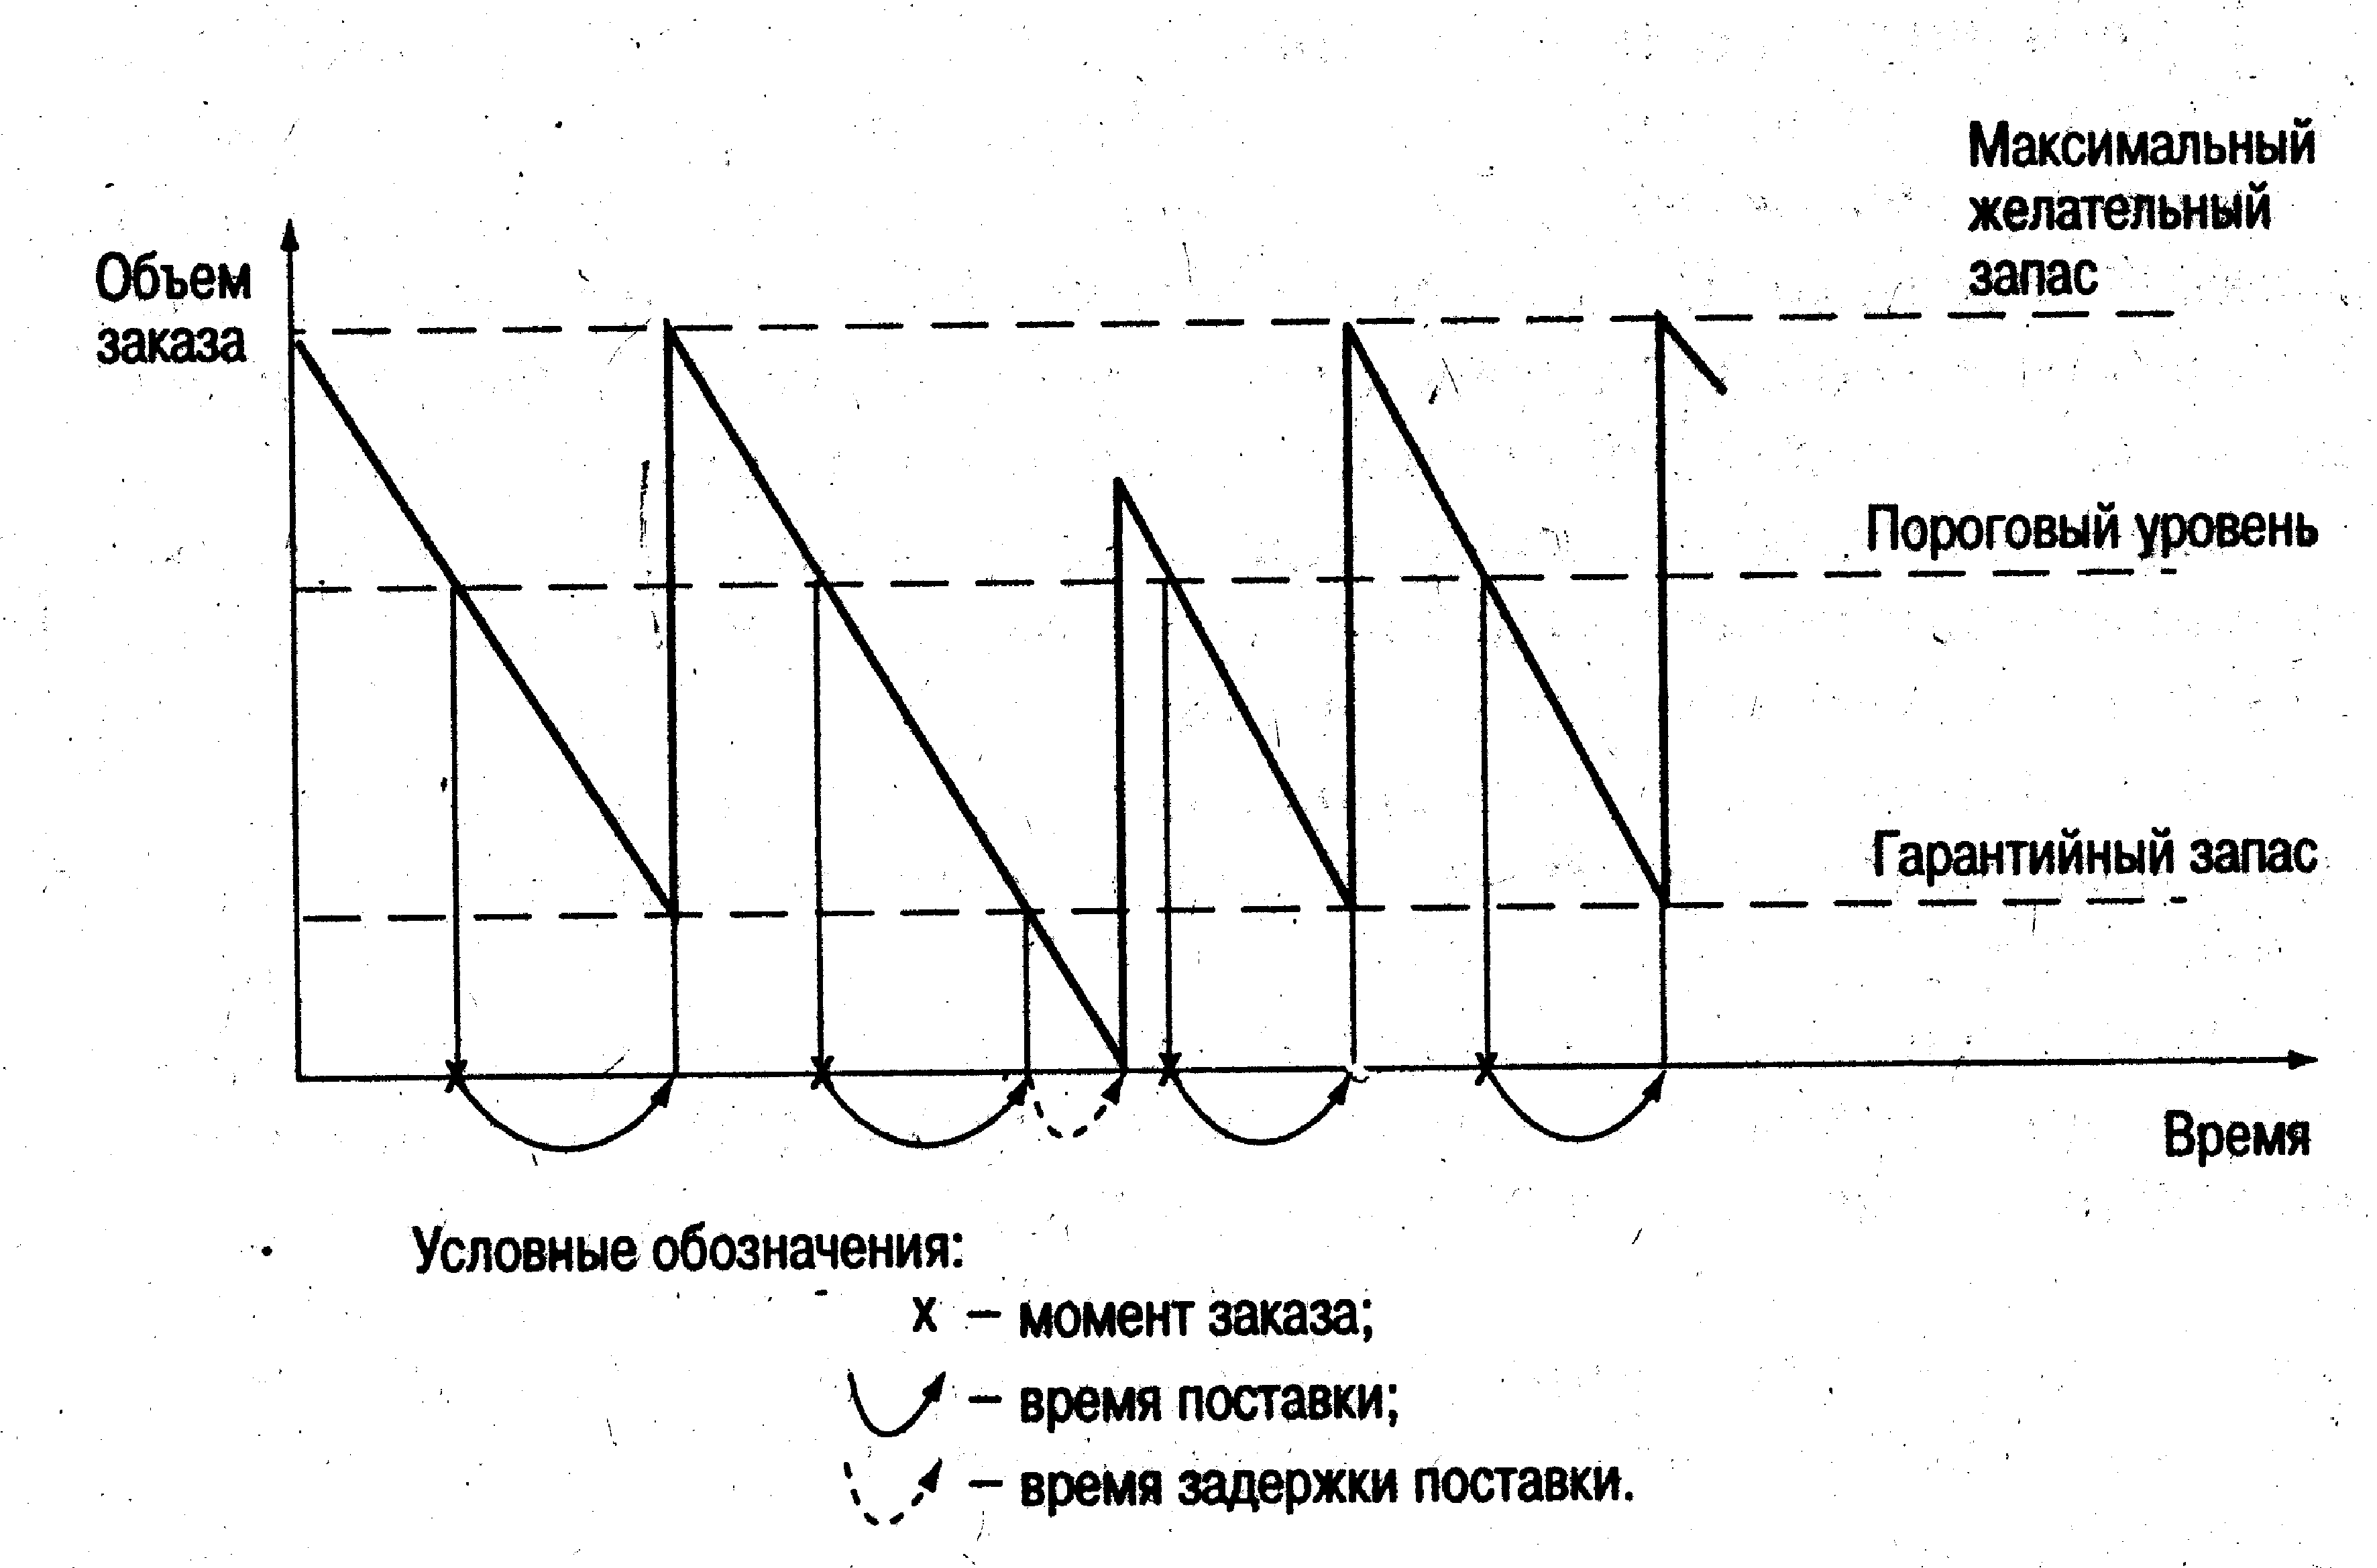 Максимальный
желательный
запас
Объем
заказа
Пороговый уровень
Гарантийный запас
Время
Условные обозначения:
x – момент заказа;
– время поставки;
– время задержки поставки.